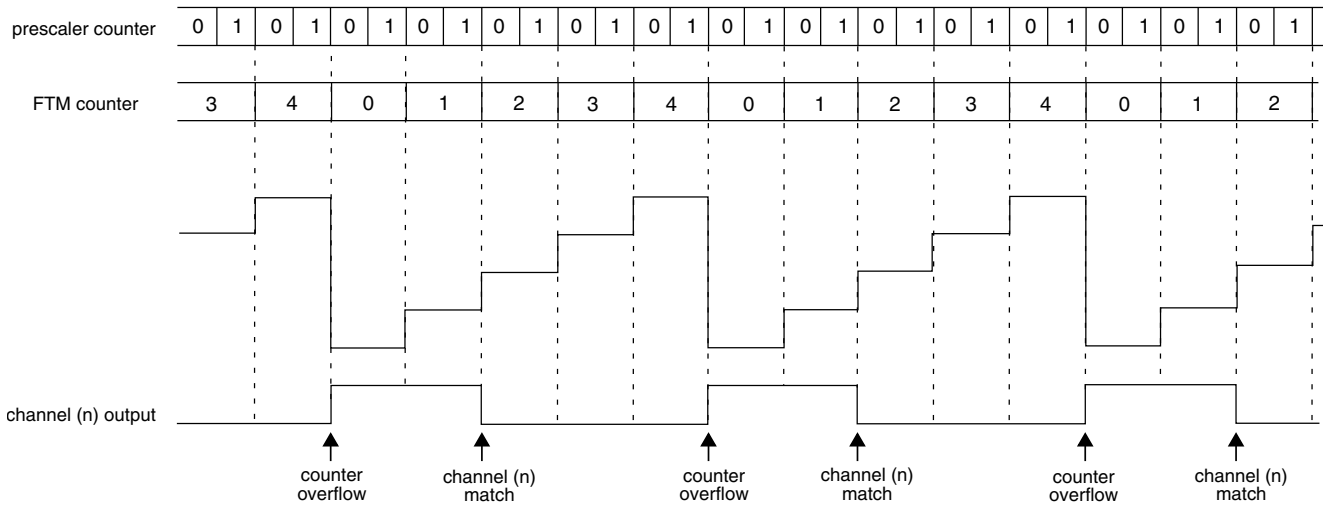 prescaler counter 0 1 0 1 0 1 0 1 0 1 0 1 0 1 0 1 0 1 0 1 0 1 0 1 0 1 0 1 0 1
FTM counter 3 4 0 1 2 3 4 0 1 2 3 4 0 1 2
channel (n) output
counter overflow
channel (n) match
counter overflow
channel (n) match
counter overflow
channel (n) match